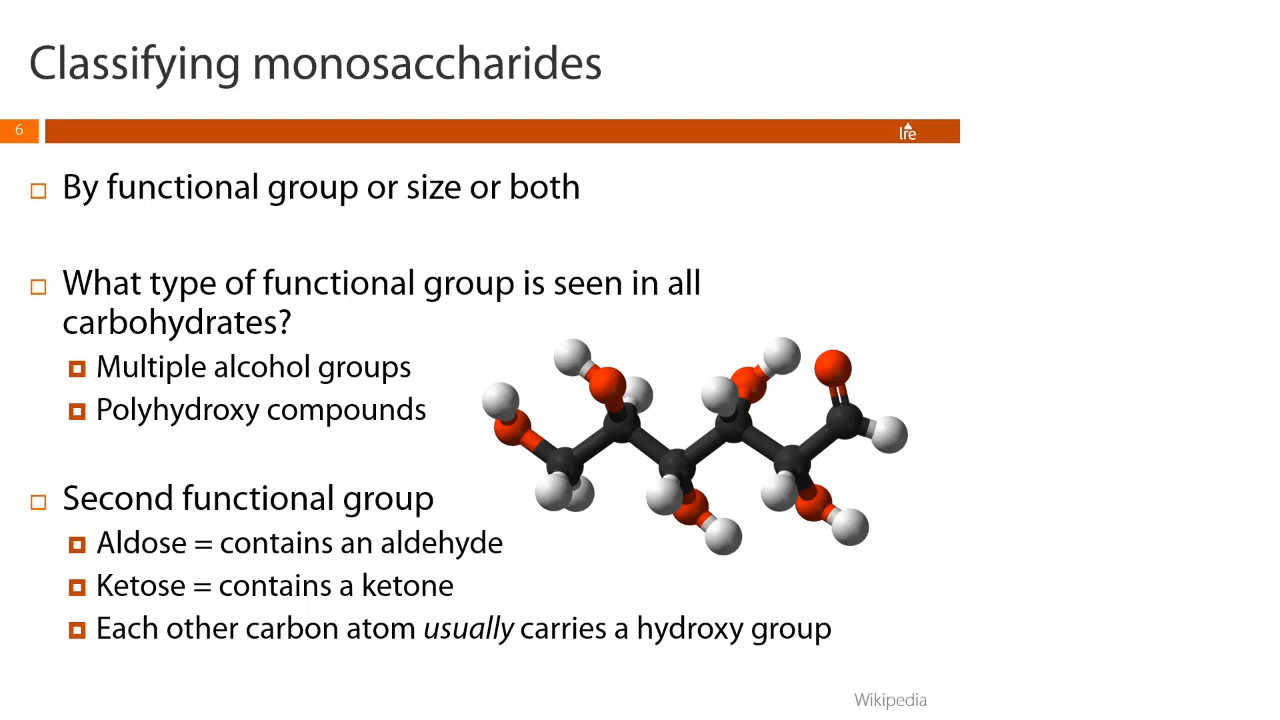 Classifying monosaccharides
6
lre
By functional group or size or both
What type of functional group is seen in all
carbohydrates?
Multiple alcohol groups
Polyhydroxy compounds
Second functional group
Aldose = contains an aldehyde
Ketose = contains a ketone
Each other carbon atom usually carries a hydroxy group
Wikipedia